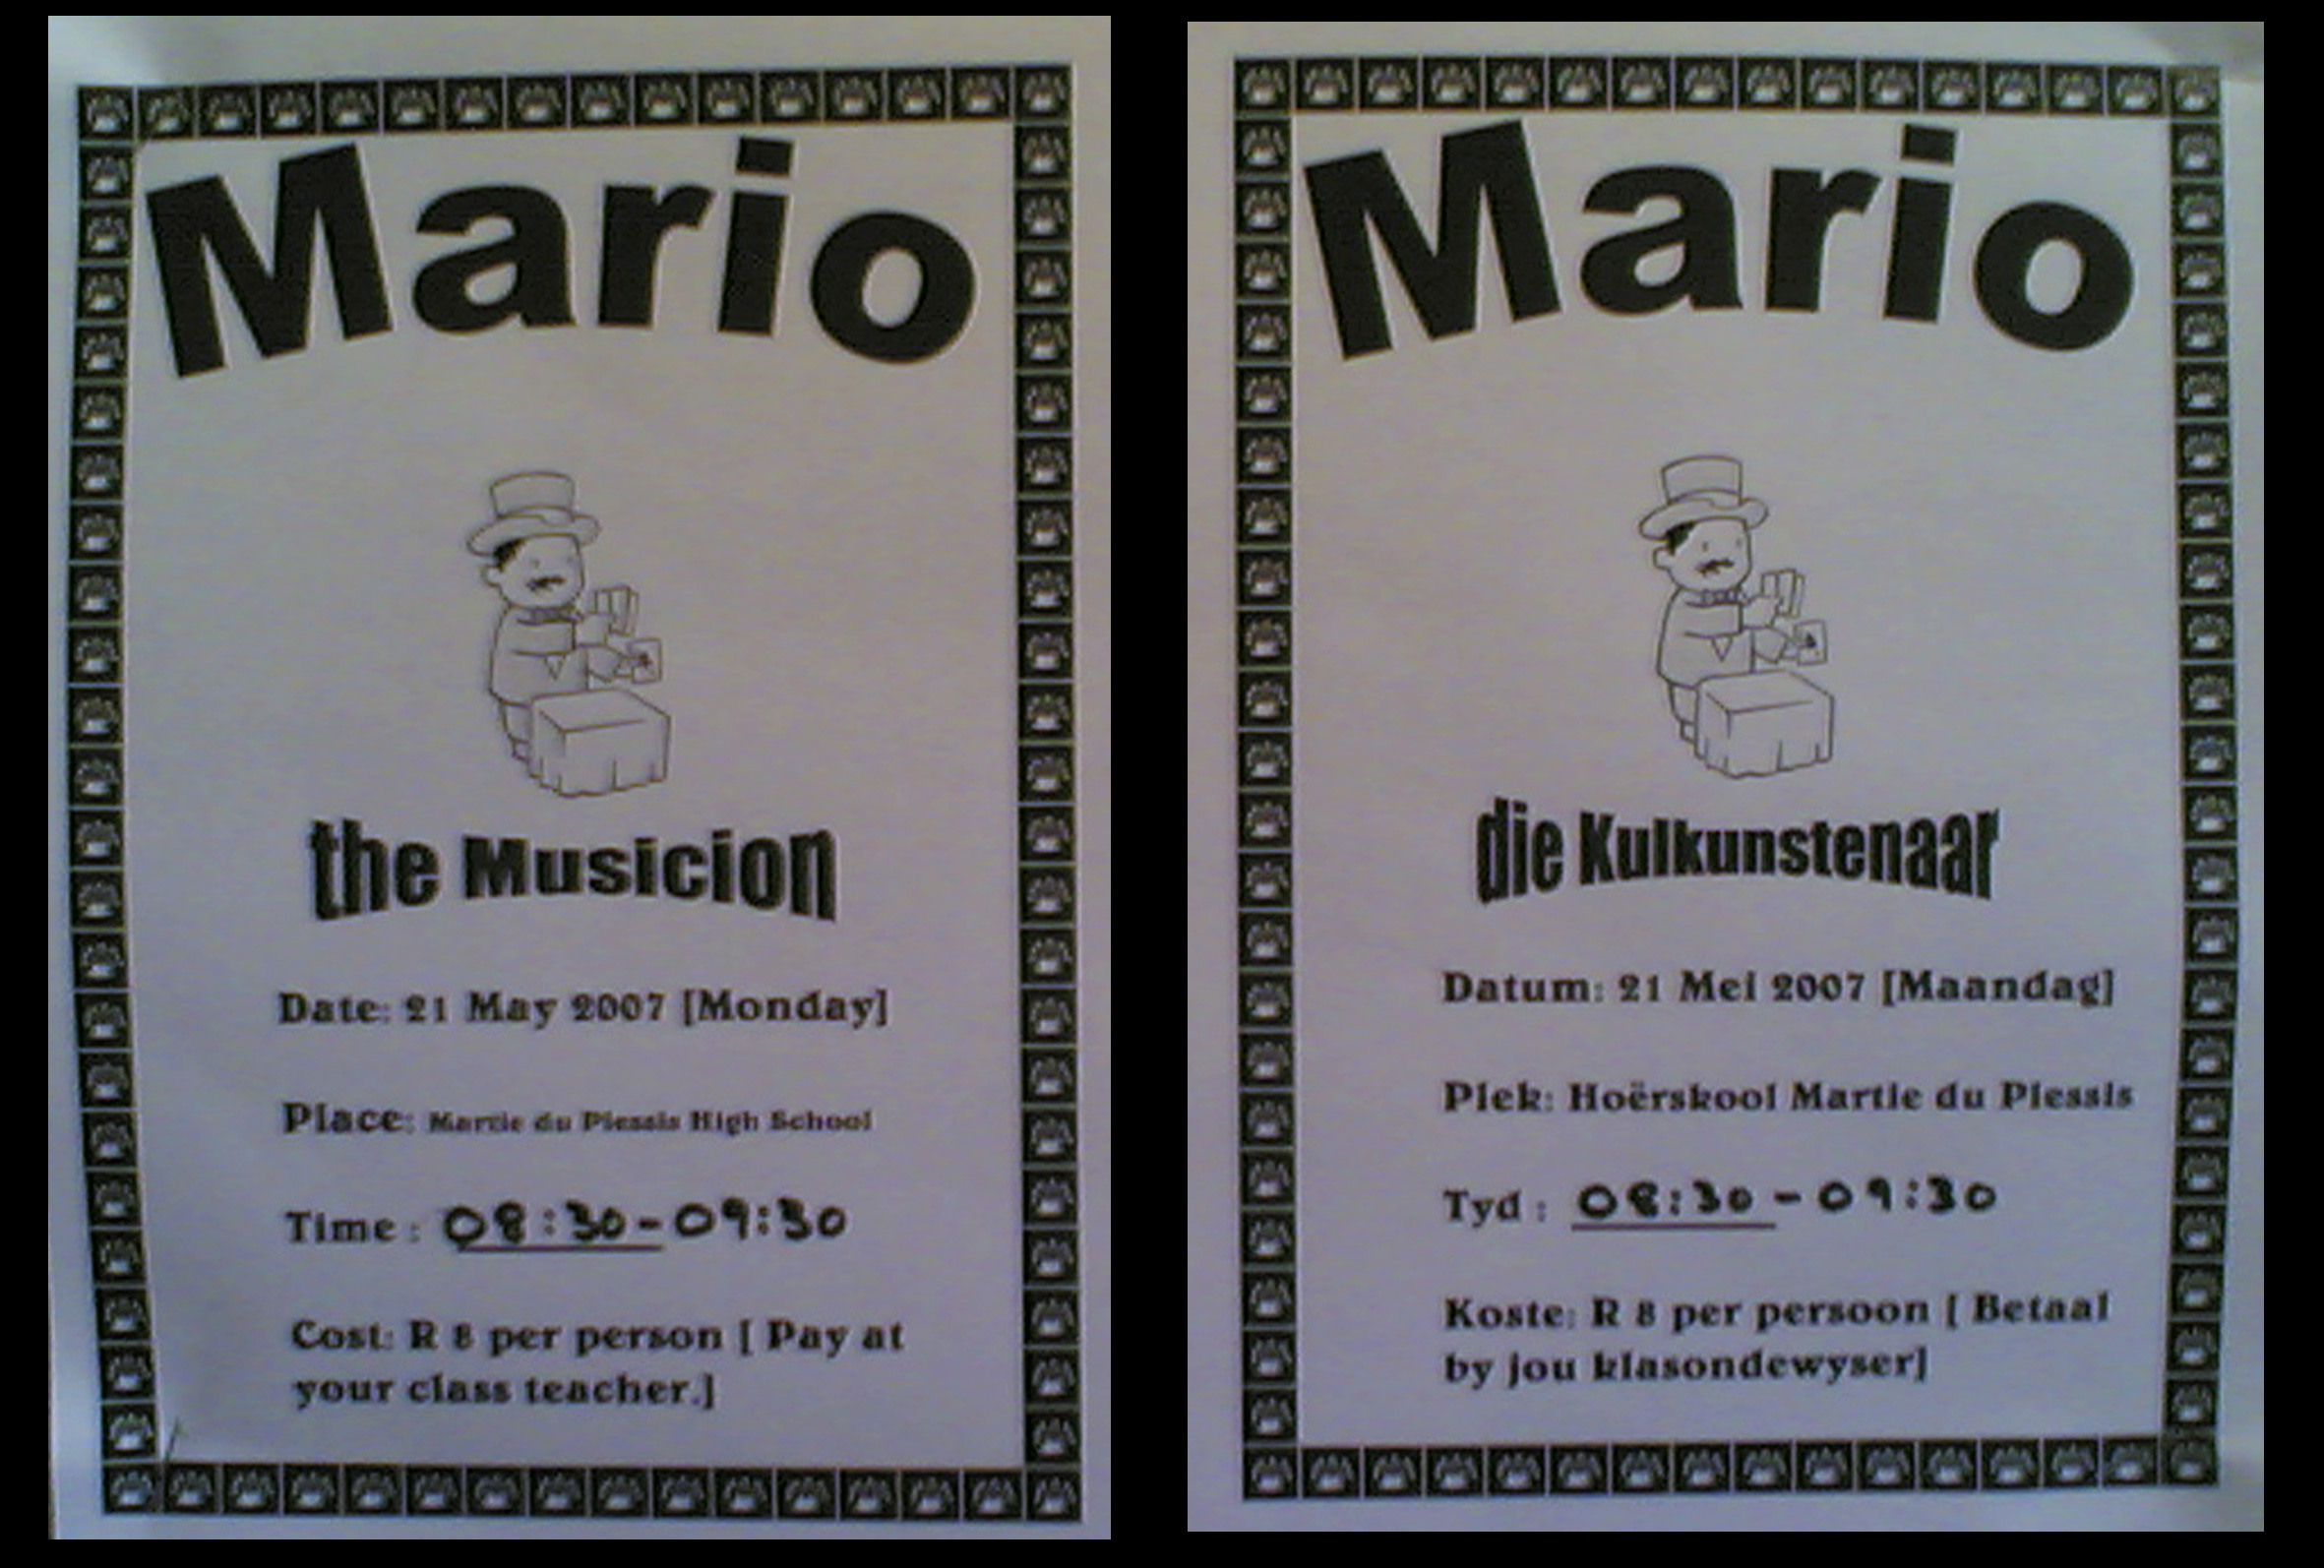 Mario
the Musicion
Date: 21 May 2007 [Monday]
Place: Martie du Plessis High School
Time : 08:30-09:30
Cost: R 8 per person [ Pay at
your class teacher.]
Mario
die Kulkunstenaar
Datum: 21 Mei 2007 [Maandag]
Plek: Hoërskool Martie du Plessis
Tyd : 08:30-09:30
Koste: R 8 per persoon [ Betaal
by jou klasondewyser]